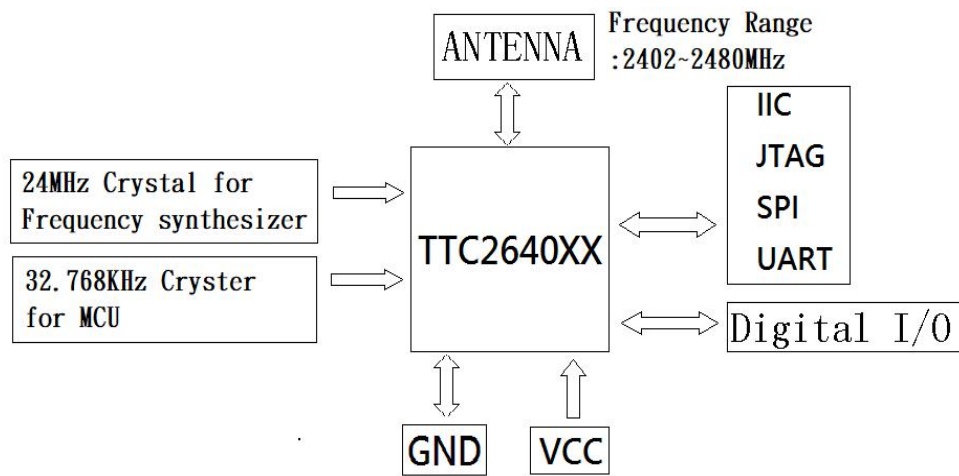 ANTENNA
Frequency Range
:2402~2480MHz
24MHz Crystal for
Frequency synthesizer
32.768KHz Cryster
for MCU
TTC2640XX
IIC
JTAG
SPI
UART
Digital I/O
GND
VCC